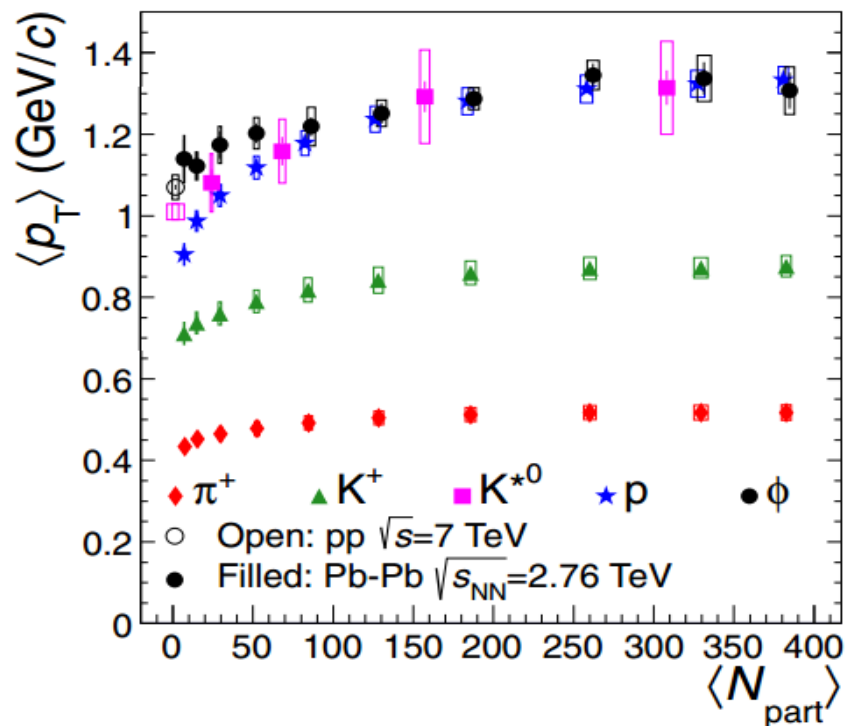 ⟨p_T⟩ (GeV/c)
1.4
1.2
1
0.8
0.6
0.4
0.2
0
π⁺ K⁺ K*⁰ p ϕ
Open: pp √s=7 TeV
Filled: Pb-Pb √s_NN=2.76 TeV
0 50 100 150 200 250 300 350 400
⟨N_part⟩